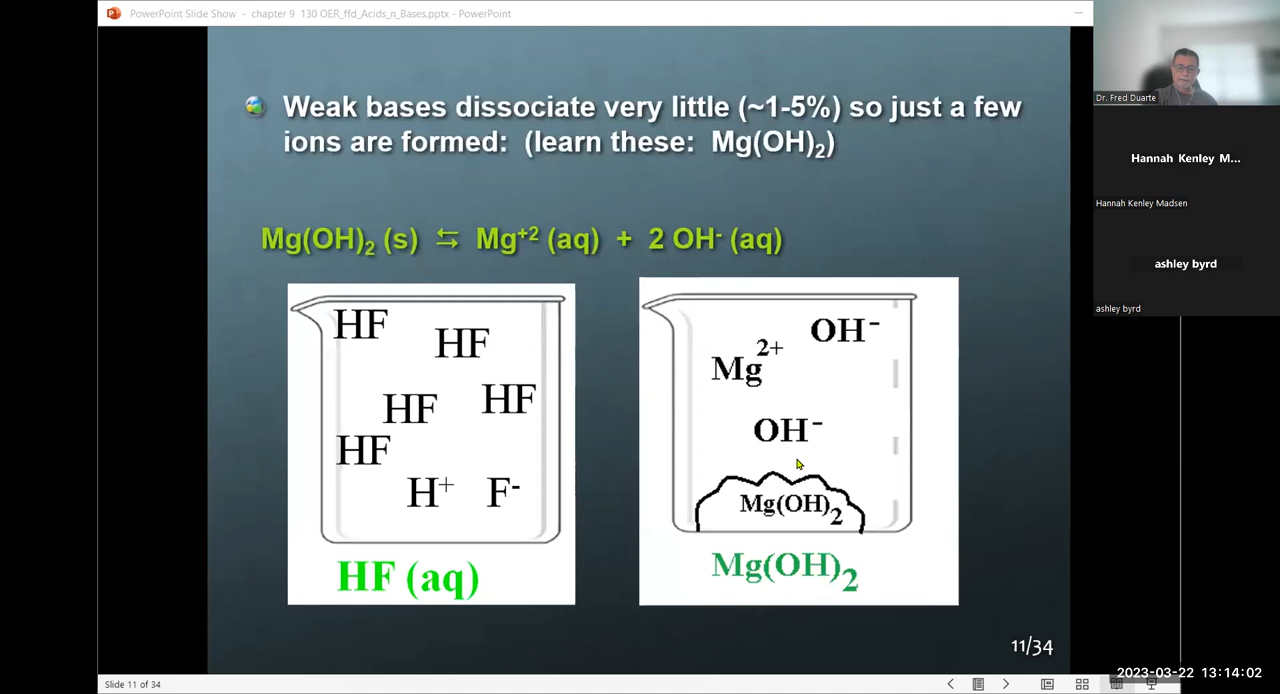 PowerPoint Slide Show - chapter 9 130 OER_ffd_Acids_n_Bases.pptx - PowerPoint
Weak bases dissociate very little (~1-5%) so just a few
ions are formed: (learn these: Mg(OH)₂)
Mg(OH)₂ (s) ⇆ Mg⁺² (aq) + 2 OH⁻ (aq)
HF
HF
HF
HF
HF
H⁺ F⁻
HF (aq)
OH⁻
Mg²⁺
OH⁻
Mg(OH)₂
Mg(OH)₂
11/34
Dr. Fred Duarte
Hannah Kenley M...
Hannah Kenley Madsen
ashley byrd
ashley byrd
Slide 11 of 34
2023-03-22 13:14:02